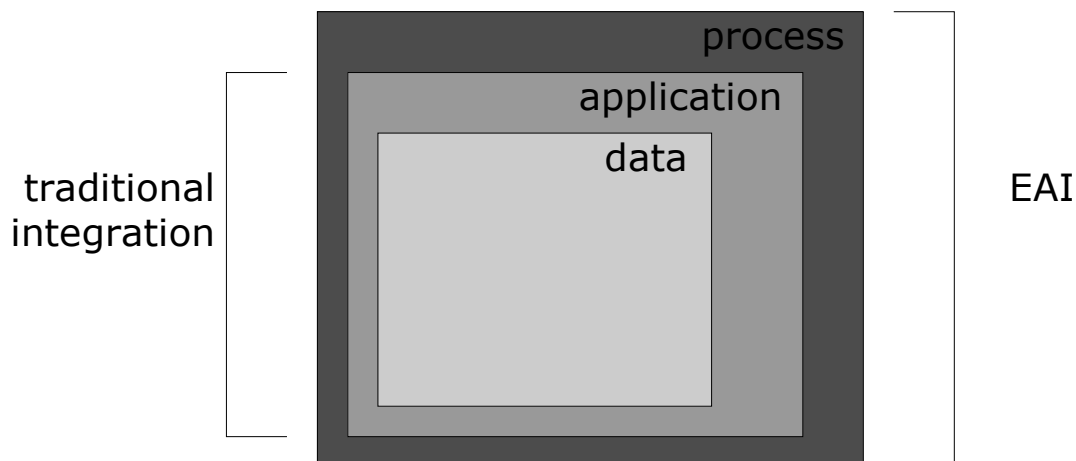 process
application
data
traditional
integration
EAI